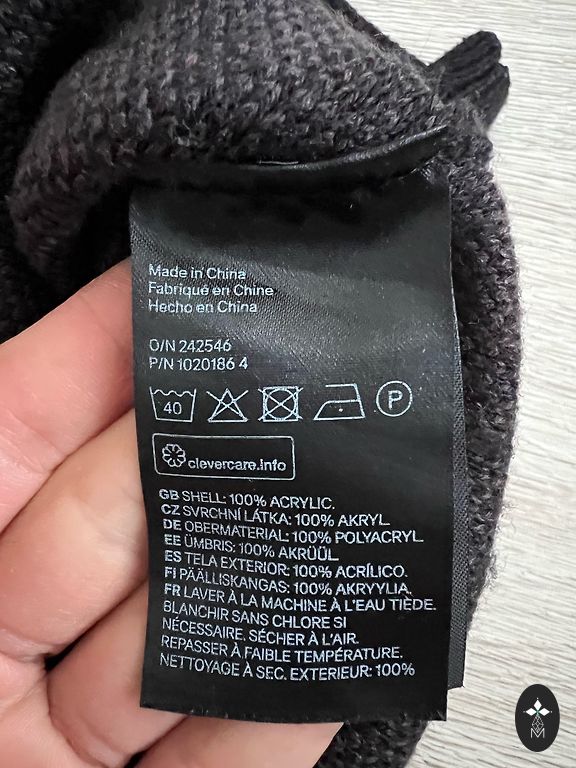 Made in China
Fabriqué en Chine
Hecho en China
O/N 242546
P/N 1020186 4
40
P
clevercare.info
GB SHELL: 100% ACRYLIC.
CZ SVRCHNÍ LÁTKA: 100% AKRYL.
DE OBERMATERIAL: 100% POLYACRYL.
EE ÜMBRIS: 100% AKRÜÜL.
ES TELA EXTERIOR: 100% ACRÍLICO.
FI PÄÄLLISKANGAS: 100% AKRYYLIA.
FR LAVER À LA MACHINE À L'EAU TIÈDE.
BLANCHIR SANS CHLORE SI
NÉCESSAIRE. SÉCHER À L'AIR.
REPASSER À FAIBLE TEMPÉRATURE.
NETTOYAGE À SEC. EXTERIEUR: 100%
M